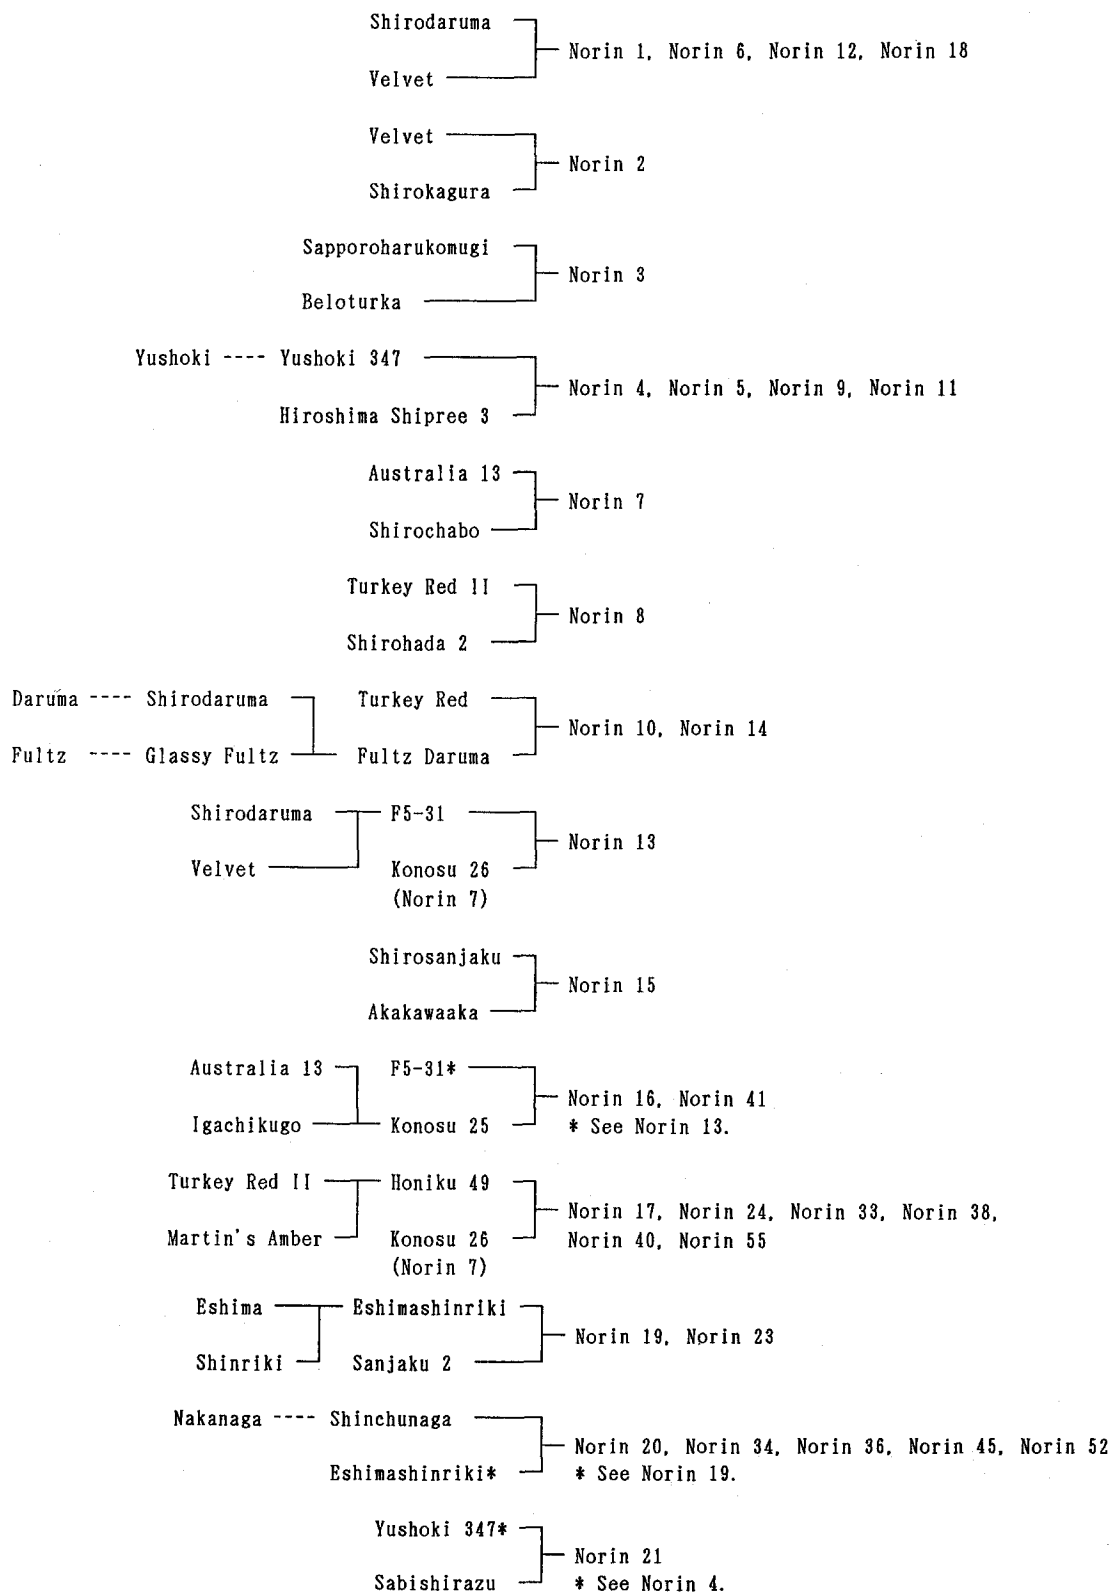 Shirodaruma
Norin 1, Norin 6, Norin 12, Norin 18
Velvet
Velvet
Norin 2
Shirokagura
Sapporoharukomugi
Norin 3
Beloturka
Yushoki ---- Yushoki 347
Norin 4, Norin 5, Norin 9, Norin 11
Hiroshima Shipree 3
Australia 13
Norin 7
Shirochabo
Turkey Red II
Norin 8
Shirohada 2
Daruma ---- Shirodaruma Turkey Red
Norin 10, Norin 14
Fultz ---- Glassy Fultz Fultz Daruma
Shirodaruma F5-31
Norin 13
Velvet Konosu 26
(Norin 7)
Shirosanjaku
Norin 15
Akakawaaka
Australia 13 F5-31*
Norin 16, Norin 41
Igachikugo Konosu 25 * See Norin 13.
Turkey Red II Honiku 49
Norin 17, Norin 24, Norin 33, Norin 38,
Martin's Amber Konosu 26 Norin 40, Norin 55
(Norin 7)
Eshima Eshimashinriki
Norin 19, Norin 23
Shinriki Sanjaku 2
Nakanaga ---- Shinchunaga
Norin 20, Norin 34, Norin 36, Norin 45, Norin 52
Eshimashinriki* * See Norin 19.
Yushoki 347*
Norin 21
Sabishirazu * See Norin 4.